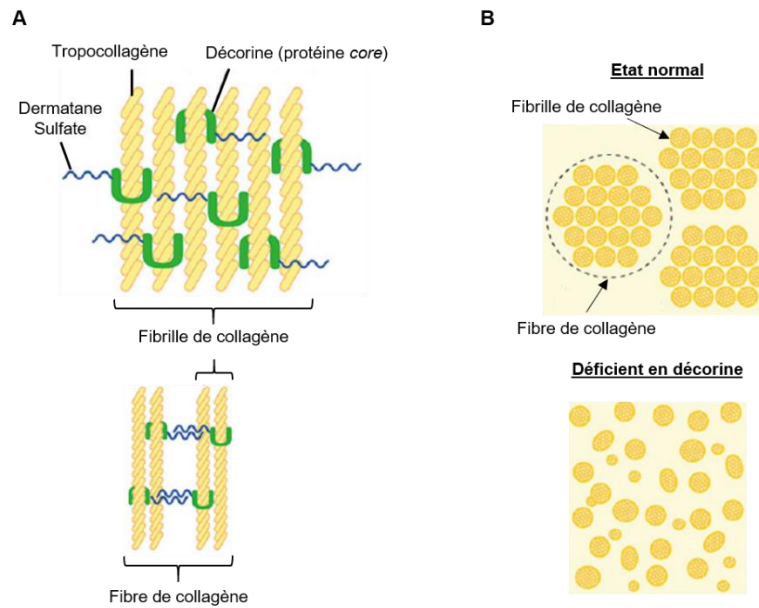 A
Tropocollagène
Décorine (protéine core)
Dermatane
Sulfate
Fibrille de collagène
Fibre de collagène
B
Etat normal
Fibrille de collagène
Fibre de collagène
Déficient en décorine